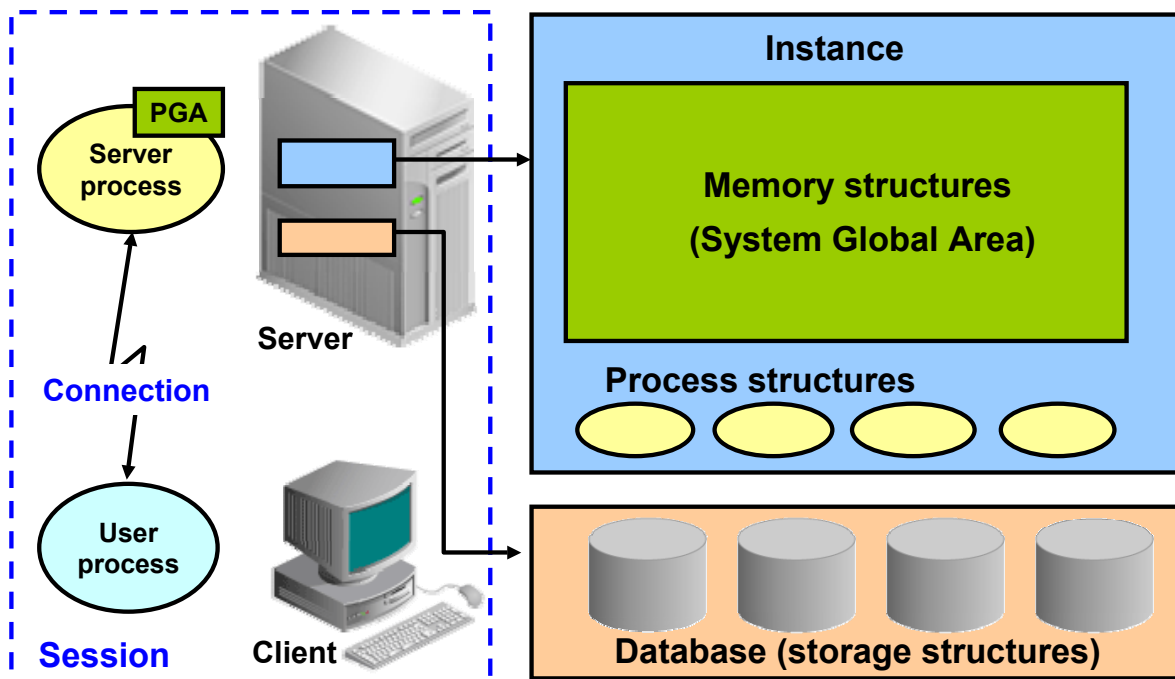 PGA
Server
process
Connection
User
process
Session
Server
Client
Instance
Memory structures
(System Global Area)
Process structures
Database (storage structures)